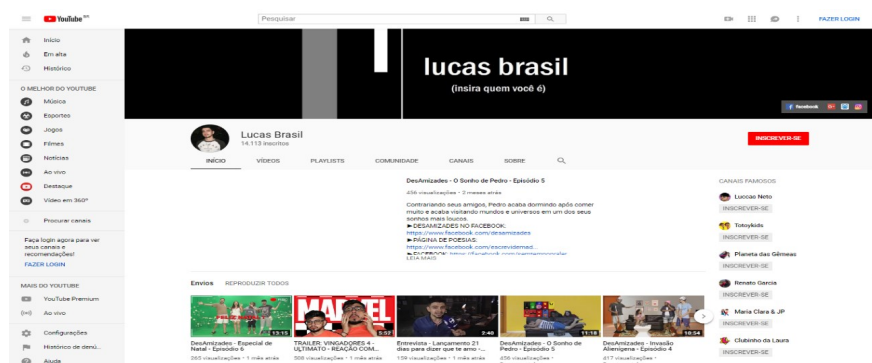 YouTube BR
Pesquisar
FAZER LOGIN
Início
Em alta
Histórico
O MELHOR DO YOUTUBE
Música
Esportes
Jogos
Filmes
Notícias
Ao vivo
Destaque
Vídeo em 360º
Procurar canais
Faça login agora para ver
seus canais e
recomendações!
FAZER LOGIN
MAIS DO YOUTUBE
YouTube Premium
Ao vivo
Configurações
Histórico de denú...
Ajuda
lucas brasil
(insira quem você é)
facebook
Lucas Brasil
14.113 inscritos
INSCREVER-SE
INÍCIO VÍDEOS PLAYLISTS COMUNIDADE CANAIS SOBRE
DesAmizades - O Sonho de Pedro - Episódio 5
456 visualizações • 2 meses atrás
Contrariando seus amigos, Pedro acaba dormindo após comer
muito e acaba visitando mundos e universos em um dos seus
sonhos mais loucos.
►DESAMIZADES NO FACEBOOK:
https://www.facebook.com/desamizades
►PÁGINA DE POESIAS:
https://www.facebook.com/escrevidemad...
LEIA MAIS
Envios REPRODUZIR TODOS
13:15
5:52
2:40
11:18
10:54
DesAmizades - Especial de
Natal - Episódio 6
265 visualizações • 1 mês atrás
TRAILER: VINGADORES 4 -
ULTIMATO - REAÇÃO COM...
508 visualizações • 1 mês atrás
Entrevista - Lançamento 21
dias para dizer que te amo -...
159 visualizações • 1 mês atrás
DesAmizades - O Sonho de
Pedro - Episódio 5
456 visualizações •
DesAmizades - Invasão
Alienígena - Episódio 4
417 visualizações •
CANAIS FAMOSOS
Luccao Neto
INSCREVER-SE
Totoykids
INSCREVER-SE
Planeta das Gêmeas
INSCREVER-SE
Renato Garcia
INSCREVER-SE
Maria Clara & JP
INSCREVER-SE
Clubinho da Laura
INSCREVER-SE